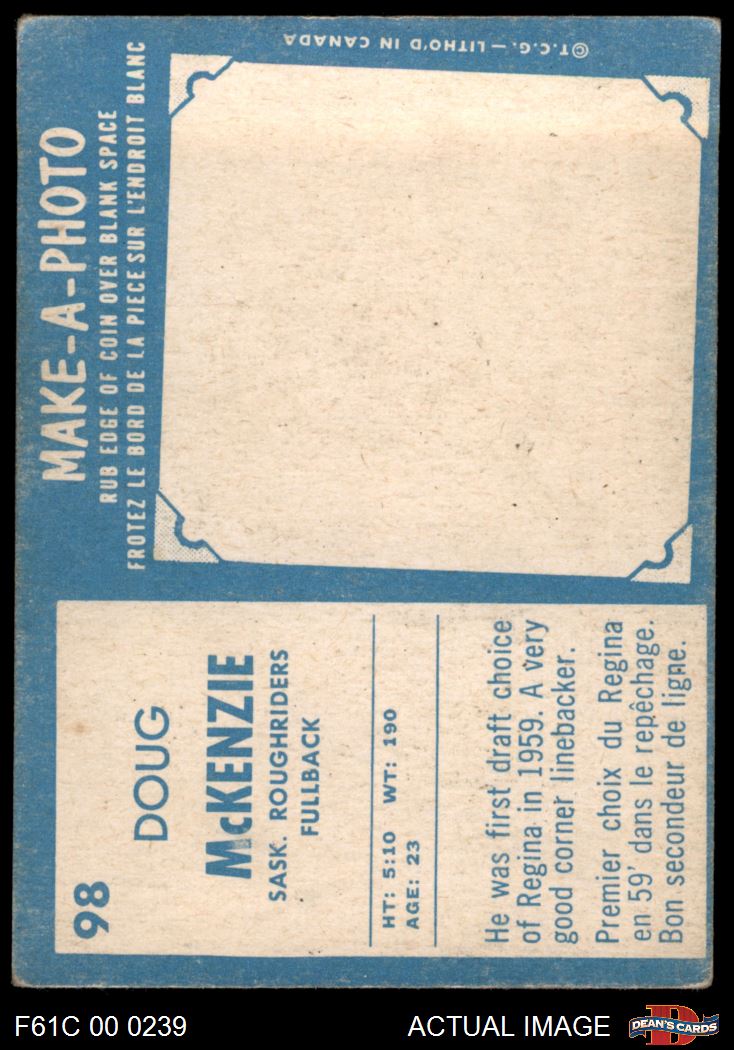 98
DOUG
McKENZIE
SASK. ROUGHRIDERS
FULLBACK
HT: 5:10 WT: 190
AGE: 23
He was first draft choice
of Regina in 1959. A very
good corner linebacker.
Premier choix du Regina
en 59' dans le repêchage.
Bon secondeur de ligne.
MAKE-A-PHOTO
RUB EDGE OF COIN OVER BLANK SPACE
FROTEZ LE BORD DE LA PIECE SUR L'ENDROIT BLANC
©T.C.G. — LITHO'D IN CANADA
F61C 00 0239
ACTUAL IMAGE
D
DEAN'S CARDS